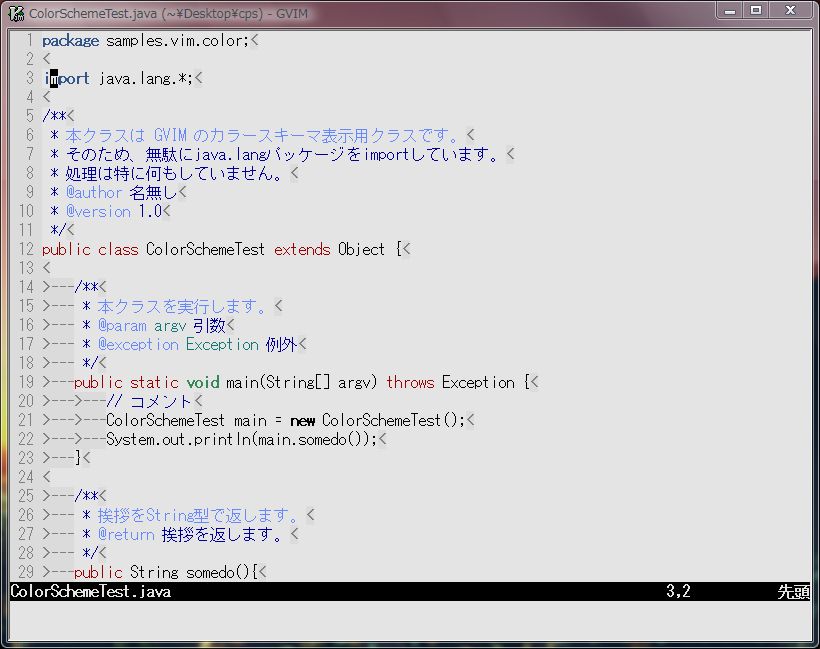 ColorSchemeTest.java (~¥Desktop¥cps) - GVIM
1 package samples.vim.color;<
2 <
3 import java.lang.*;<
4 <
5 /**<
6  * 本クラスは GVIM のカラースキーマ表示用クラスです。<
7  * そのため、無駄にjava.langパッケージをimportしています。<
8  * 処理は特に何もしていません。<
9  * @author 名無し<
10  * @version 1.0<
11  */<
12 public class ColorSchemeTest extends Object {<
13 <
14 >---/**<
15 >--- * 本クラスを実行します。<
16 >--- * @param argv 引数<
17 >--- * @exception Exception 例外<
18 >--- */<
19 >---public static void main(String[] argv) throws Exception {<
20 >--->---// コメント<
21 >--->---ColorSchemeTest main = new ColorSchemeTest();<
22 >--->---System.out.println(main.somedo());<
23 >---}<
24 <
25 >---/**<
26 >--- * 挨拶をString型で返します。<
27 >--- * @return 挨拶を返します。<
28 >--- */<
29 >---public String somedo(){<
ColorSchemeTest.java 3,2 先頭